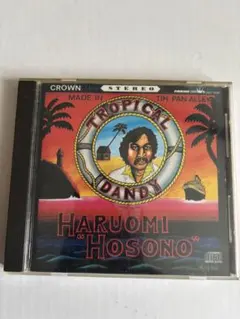 CROWN STEREO
MADE IN TIN PAN ALLEY
TROPICAL
DANDY
HARUOMI
"HOSONO"